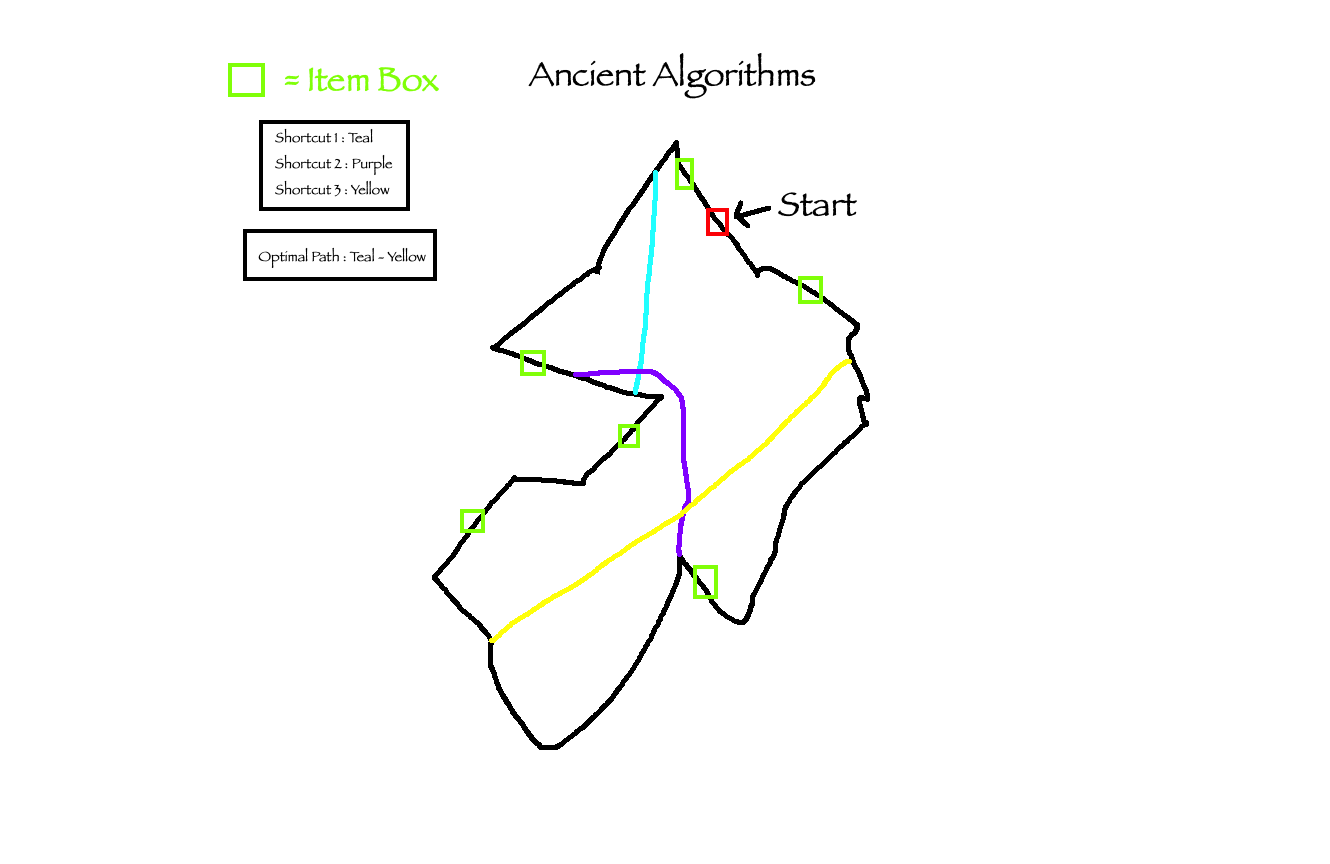 Ancient Algorithms
= Item Box
Shortcut 1 : Teal
Shortcut 2 : Purple
Shortcut 3 : Yellow
Start
Optimal Path : Teal - Yellow